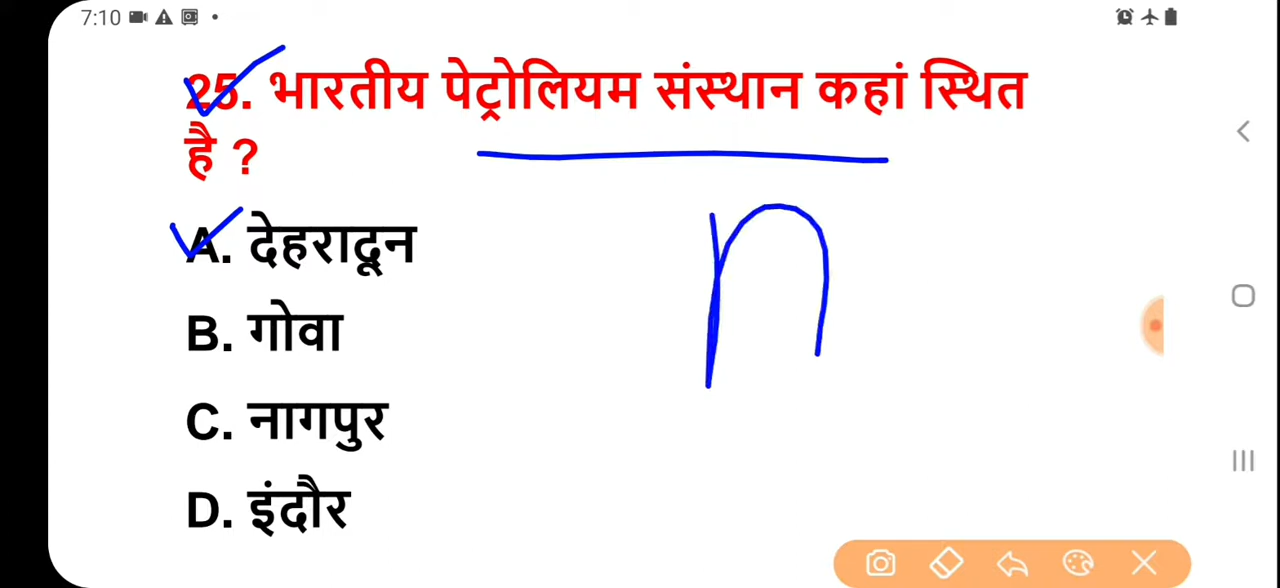 7:10
25. भारतीय पेट्रोलियम संस्थान कहां स्थित
है ?
A. देहरादून
B. गोवा
C. नागपुर
D. इंदौर
n